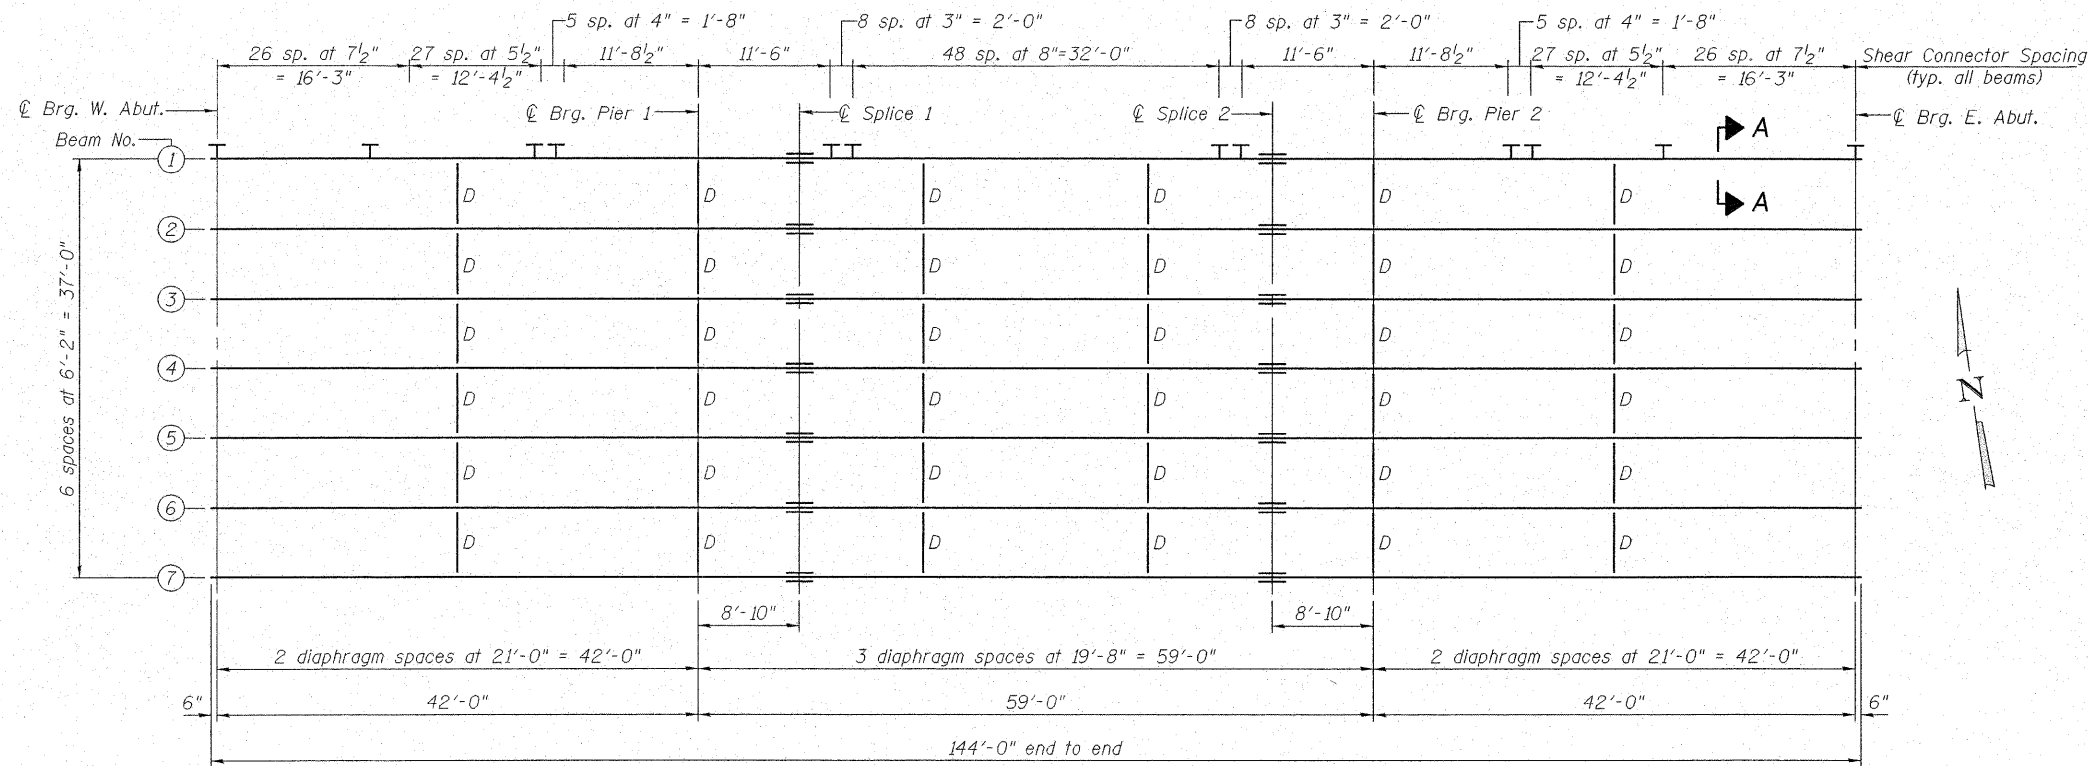 5 sp. at 4" = 1'-8"
8 sp. at 3" = 2'-0"
8 sp. at 3" = 2'-0"
5 sp. at 4" = 1'-8"
26 sp. at 7½"
= 16'-3"
27 sp. at 5½"
= 12'-4½"
11'-8½"
11'-6"
48 sp. at 8"=32'-0"
11'-6"
11'-8½"
27 sp. at 5½"
= 12'-4½"
26 sp. at 7½"
= 16'-3"
Shear Connector Spacing
(typ. all beams)
℄ Brg. W. Abut.
℄ Brg. Pier 1
℄ Splice 1
℄ Splice 2
℄ Brg. Pier 2
℄ Brg. E. Abut.
Beam No.
A
A
1
D D D D D D
2
D D D D D D
3
D D D D D D
4
D D D D D D
5
D D D D D D
6
D D D D D D
7
6 spaces at 6'-2" = 37'-0"
N
8'-10"
8'-10"
2 diaphragm spaces at 21'-0" = 42'-0"
3 diaphragm spaces at 19'-8" = 59'-0"
2 diaphragm spaces at 21'-0" = 42'-0"
6"
42'-0"
59'-0"
42'-0"
6"
144'-0" end to end